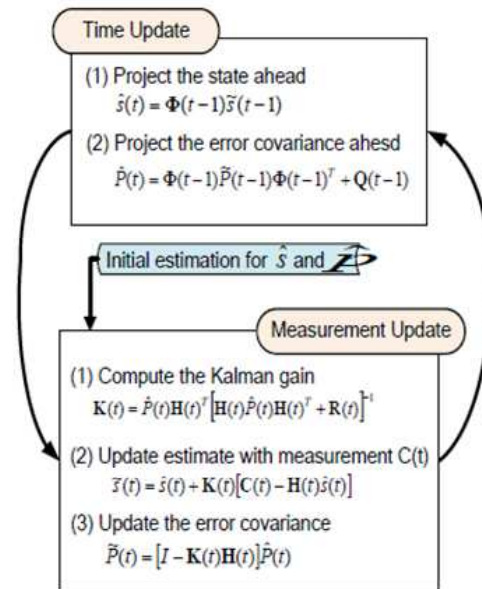 Time Update
(1) Project the state ahead
ŝ(t) = Φ(t−1)s̃(t−1)
(2) Project the error covariance ahesd
P̂(t) = Φ(t−1)P̃(t−1)Φ(t−1)ᵀ + Q(t−1)
Initial estimation for ŝ and P̂
Measurement Update
(1) Compute the Kalman gain
K(t) = P̂(t)H(t)ᵀ[H(t)P̂(t)H(t)ᵀ + R(t)]⁻¹
(2) Update estimate with measurement C(t)
s̃(t) = ŝ(t) + K(t)[C(t) − H(t)ŝ(t)]
(3) Update the error covariance
P̃(t) = [I − K(t)H(t)]P̂(t)